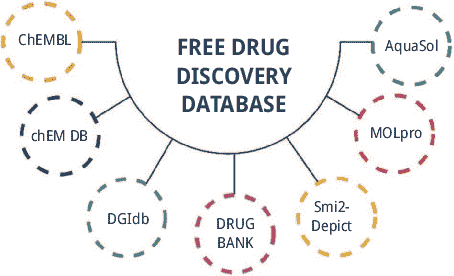 FREE DRUG
DISCOVERY
DATABASE
ChEMBL
chEM DB
DGIdb
DRUG
BANK
Smi2-
Depict
MOLpro
AquaSol